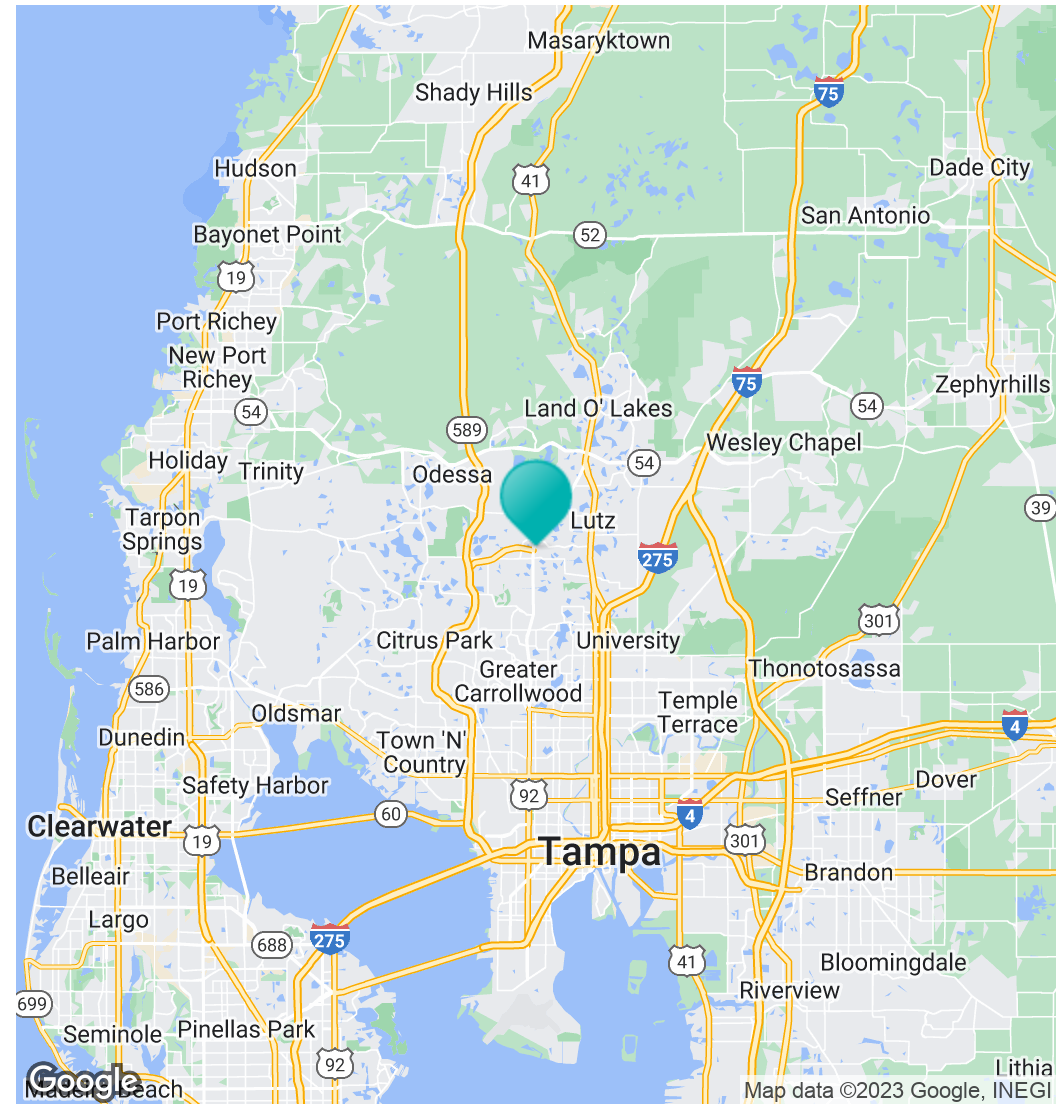 Masaryktown
Shady Hills
75
Hudson
41
Dade City
San Antonio
Bayonet Point
52
19
Port Richey
New Port
Richey
75
Zephyrhills
54
54
Land O' Lakes
589
Wesley Chapel
Holiday
Trinity
Odessa
54
39
Tarpon
Springs
Lutz
275
19
301
Palm Harbor
Citrus Park
University
Greater
Carrollwood
Thonotosassa
586
Temple
Terrace
Oldsmar
4
Dunedin
Town 'N'
Country
Safety Harbor
92
Dover
Seffner
60
4
Clearwater
19
301
Tampa
Belleair
Brandon
Largo
275
688
41
Bloomingdale
Riverview
699
Seminole
Pinellas Park
92
Lithia
Google
Madeira Beach
Map data ©2023 Google, INEGI